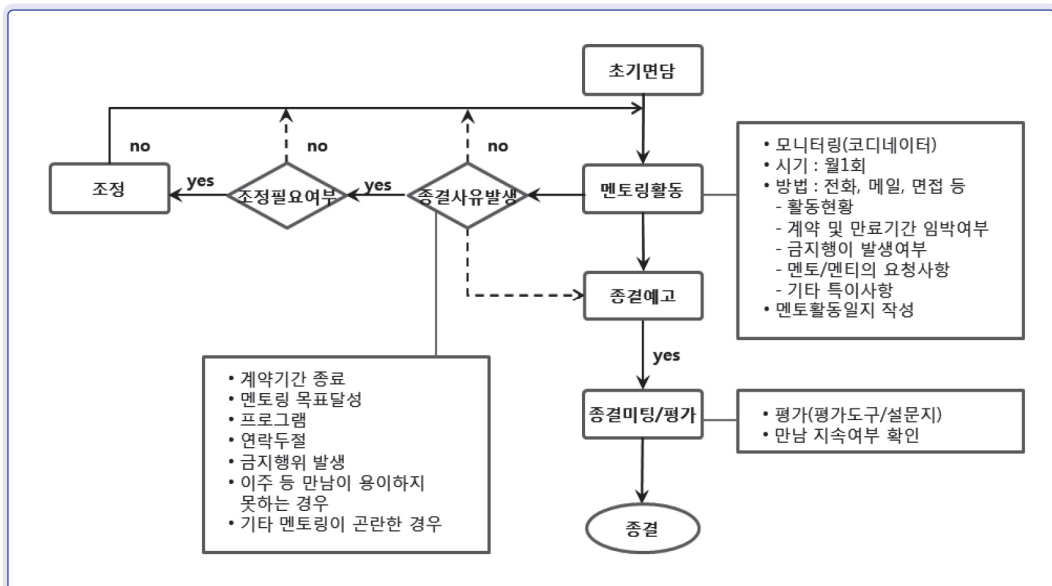 초기면담
no
no
no
조정
yes
조정필요여부
yes
종결사유발생
멘토링활동
• 모니터링(코디네이터)
• 시기 : 월1회
• 방법 : 전화, 메일, 면접 등
- 활동현황
- 계약 및 만료기간 임박여부
- 금지행이 발생여부
- 멘토/멘티의 요청사항
- 기타 특이사항
• 멘토활동일지 작성
종결예고
yes
• 계약기간 종료
• 멘토링 목표달성
• 프로그램
• 연락두절
• 금지행위 발생
• 이주 등 만남이 용이하지
못하는 경우
• 기타 멘토링이 곤란한 경우
종결미팅/평가
• 평가(평가도구/설문지)
• 만남 지속여부 확인
종결